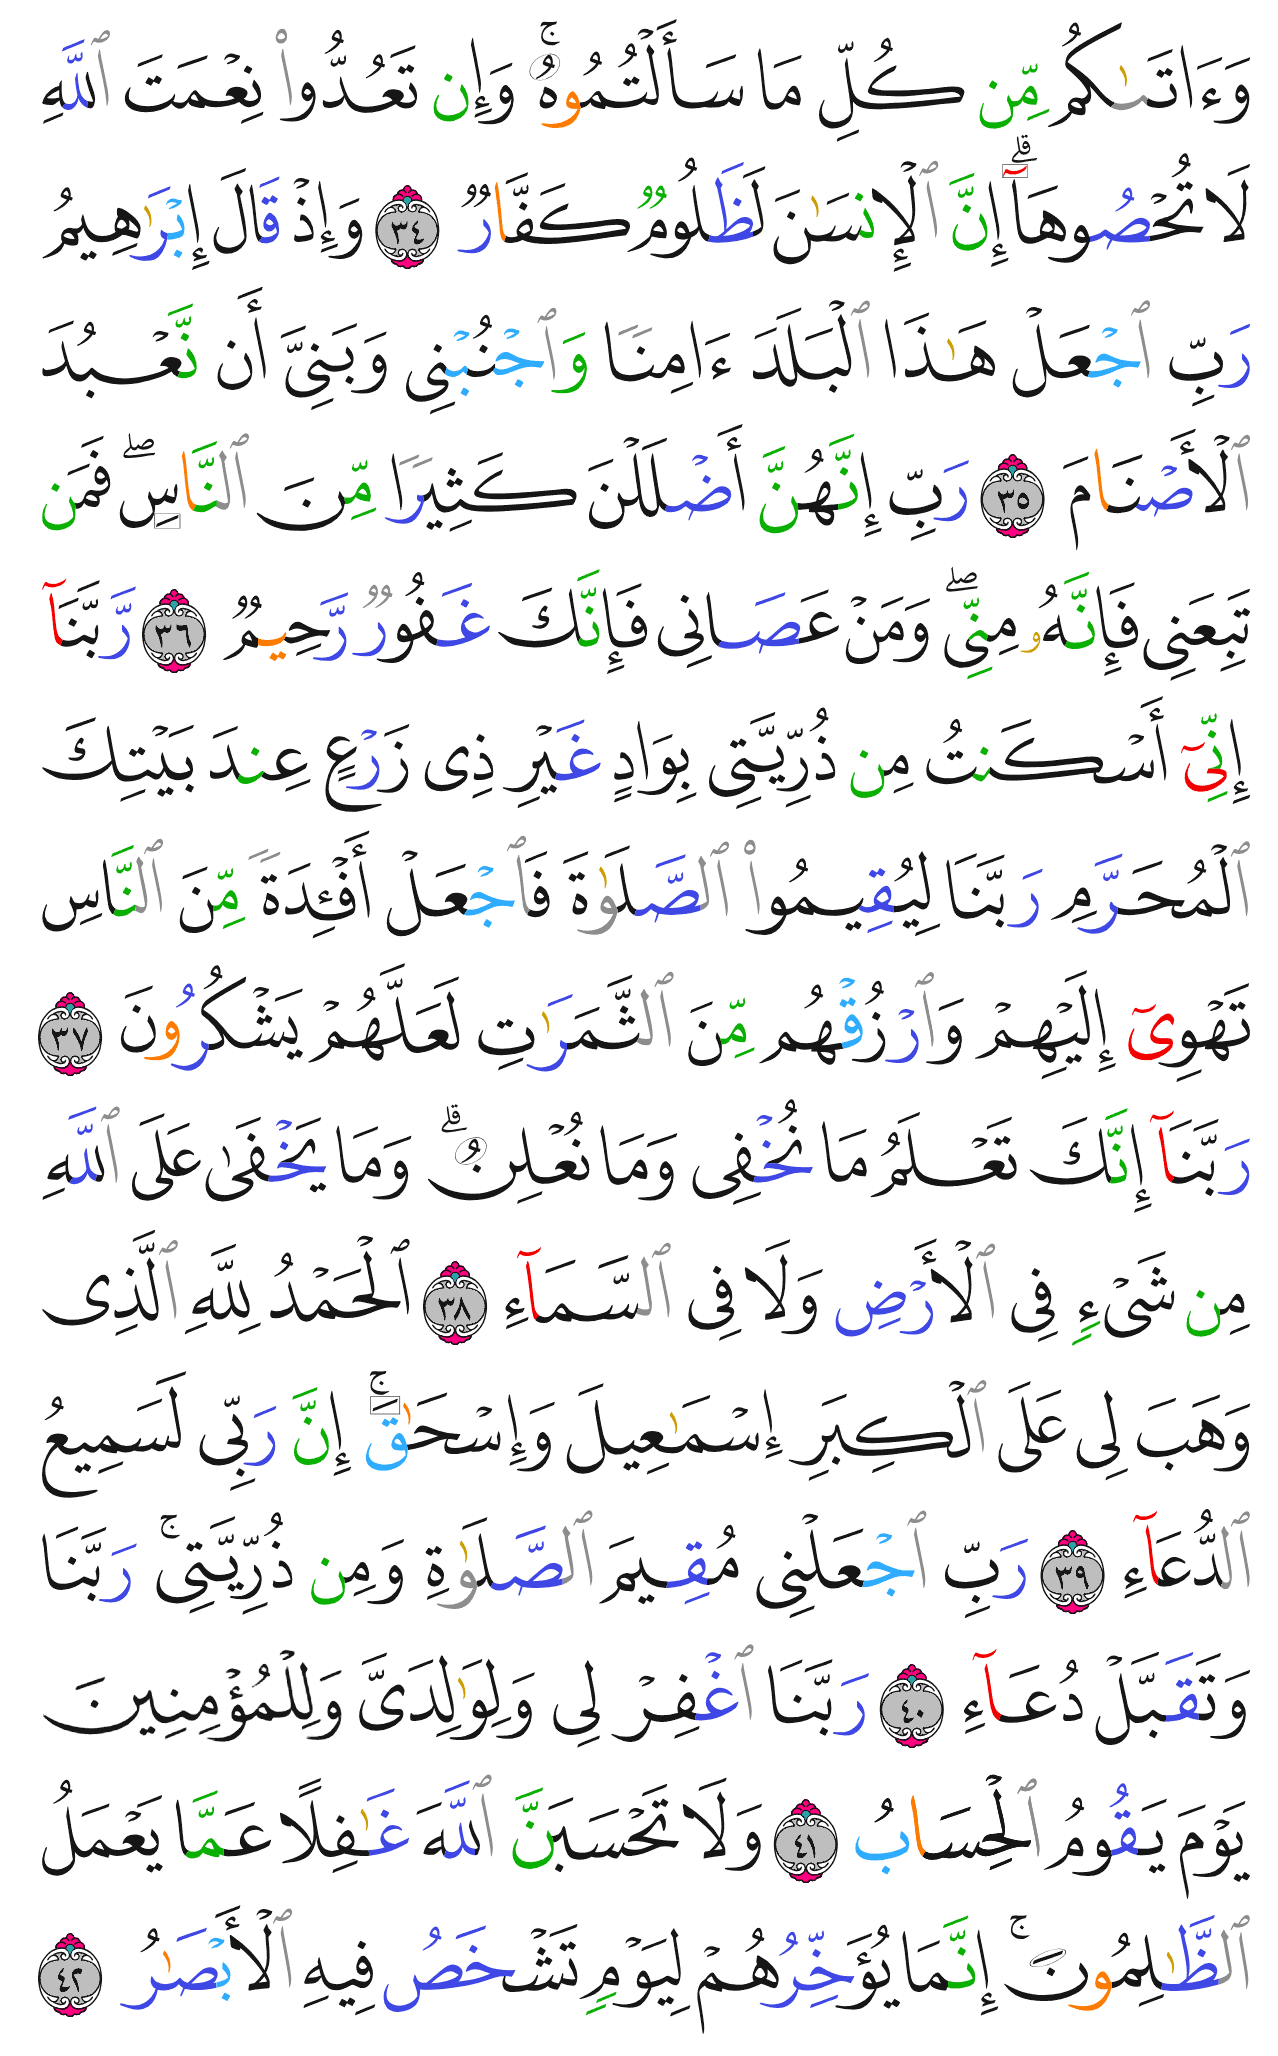 وَءَاتَىٰكُم مِّن كُلِّ مَا سَأَلْتُمُوهُ ۚ وَإِن تَعُدُّوا۟ نِعْمَتَ ٱللَّهِ
لَا تُحْصُوهَآ ۗ إِنَّ ٱلْإِنسَـٰنَ لَظَلُومٌ كَفَّارٌ ٣٤ وَإِذْ قَالَ إِبْرَٰهِيمُ
رَبِّ ٱجْعَلْ هَـٰذَا ٱلْبَلَدَ ءَامِنًا وَٱجْنُبْنِى وَبَنِىَّ أَن نَّعْبُدَ
ٱلْأَصْنَامَ ٣٥ رَبِّ إِنَّهُنَّ أَضْلَلْنَ كَثِيرًا مِّنَ ٱلنَّاسِ ۖ فَمَن
تَبِعَنِى فَإِنَّهُۥ مِنِّى ۖ وَمَنْ عَصَانِى فَإِنَّكَ غَفُورٌ رَّحِيمٌ ٣٦ رَّبَّنَآ
إِنِّىٓ أَسْكَنتُ مِن ذُرِّيَّتِى بِوَادٍ غَيْرِ ذِى زَرْعٍ عِندَ بَيْتِكَ
ٱلْمُحَرَّمِ رَبَّنَا لِيُقِيمُوا۟ ٱلصَّلَوٰةَ فَٱجْعَلْ أَفْـِٔدَةً مِّنَ ٱلنَّاسِ
تَهْوِىٓ إِلَيْهِمْ وَٱرْزُقْهُم مِّنَ ٱلثَّمَرَٰتِ لَعَلَّهُمْ يَشْكُرُونَ ٣٧
رَبَّنَآ إِنَّكَ تَعْلَمُ مَا نُخْفِى وَمَا نُعْلِنُ ۗ وَمَا يَخْفَىٰ عَلَى ٱللَّهِ
مِن شَىْءٍ فِى ٱلْأَرْضِ وَلَا فِى ٱلسَّمَآءِ ٣٨ ٱلْحَمْدُ لِلَّهِ ٱلَّذِى
وَهَبَ لِى عَلَى ٱلْكِبَرِ إِسْمَـٰعِيلَ وَإِسْحَـٰقَ ۚ إِنَّ رَبِّى لَسَمِيعُ
ٱلدُّعَآءِ ٣٩ رَبِّ ٱجْعَلْنِى مُقِيمَ ٱلصَّلَوٰةِ وَمِن ذُرِّيَّتِى ۚ رَبَّنَا
وَتَقَبَّلْ دُعَآءِ ٤٠ رَبَّنَا ٱغْفِرْ لِى وَلِوَٰلِدَىَّ وَلِلْمُؤْمِنِينَ
يَوْمَ يَقُومُ ٱلْحِسَابُ ٤١ وَلَا تَحْسَبَنَّ ٱللَّهَ غَـٰفِلًا عَمَّا يَعْمَلُ
ٱلظَّـٰلِمُونَ ۚ إِنَّمَا يُؤَخِّرُهُمْ لِيَوْمٍ تَشْخَصُ فِيهِ ٱلْأَبْصَـٰرُ ٤٢